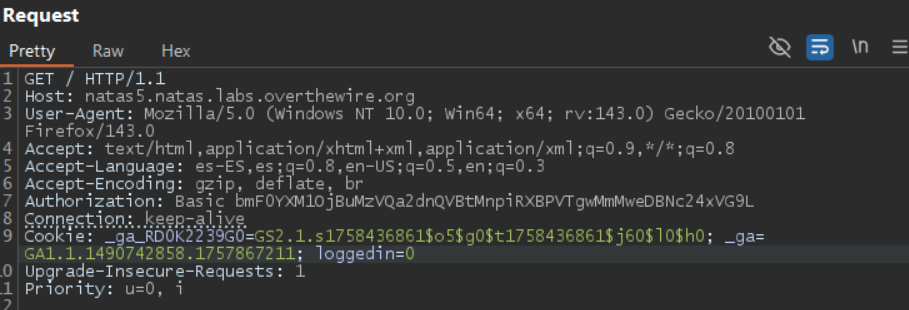 Request
Pretty Raw Hex
\n
1 GET / HTTP/1.1
2 Host: natas5.natas.labs.overthewire.org
3 User-Agent: Mozilla/5.0 (Windows NT 10.0; Win64; x64; rv:143.0) Gecko/20100101
Firefox/143.0
4 Accept: text/html,application/xhtml+xml,application/xml;q=0.9,*/*;q=0.8
5 Accept-Language: es-ES,es;q=0.8,en-US;q=0.5,en;q=0.3
6 Accept-Encoding: gzip, deflate, br
7 Authorization: Basic bmF0YXM1OjBuMzVQa2dnQVBtMnpiRXBPVTgwMmMweDBNc24xVG9L
8 Connection: keep-alive
9 Cookie: _ga_RD0K2239G0=GS2.1.s1758436861$o5$g0$t1758436861$j60$l0$h0; _ga=
GA1.1.1490742858.1757867211; loggedin=0
10 Upgrade-Insecure-Requests: 1
11 Priority: u=0, i